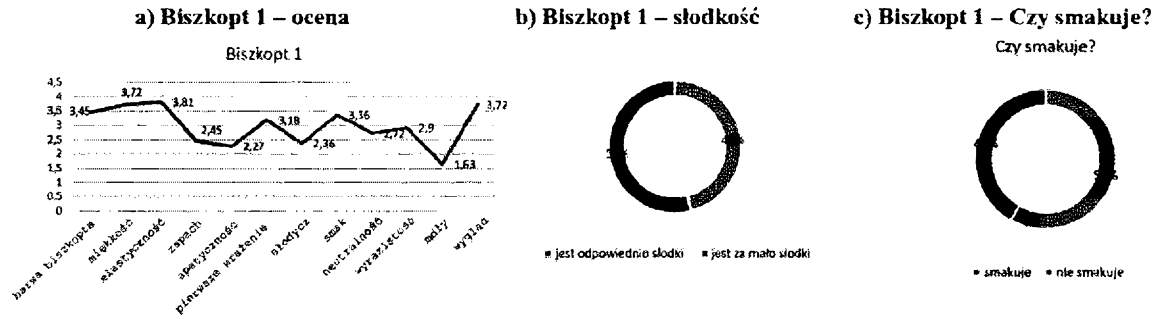 a) Biszkopt 1 – ocena
b) Biszkopt 1 – słodkość
c) Biszkopt 1 – Czy smakuje?
Biszkopt 1
4,5
4
3,5
3
2,5
2
1,5
1
0,5
0
3,45
3,72
3,81
2,45
2,27
3,18
2,36
3,36
2,72
2,9
1,63
3,72
barwa biszkopta
miękkość
elastyczność
zapach
apetyczność
pierwsze wrażenie
słodycz
smak
neutralność
wyrazistość
mdły
wygląd
jest odpowiednio słodki
jest za mało słodki
Czy smakuje?
smakuje
nie smakuje